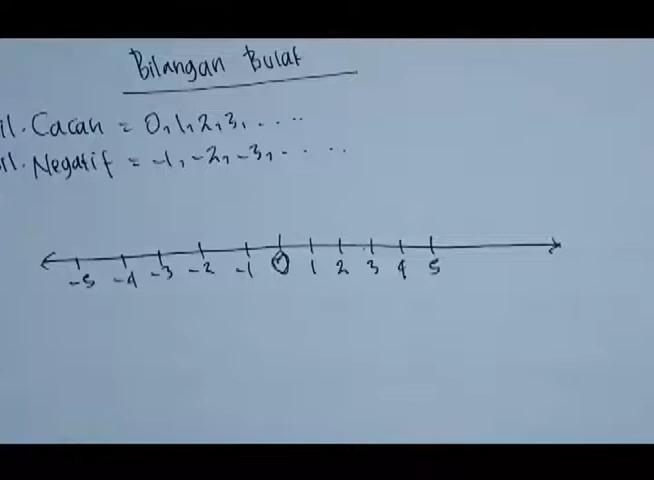 Bilangan Bulat
il. Cacah = 0, 1, 2, 3, . . . .
il. Negatif = -1, -2, -3, . . . .
-5 -4 -3 -2 -1 0 1 2 3 4 5